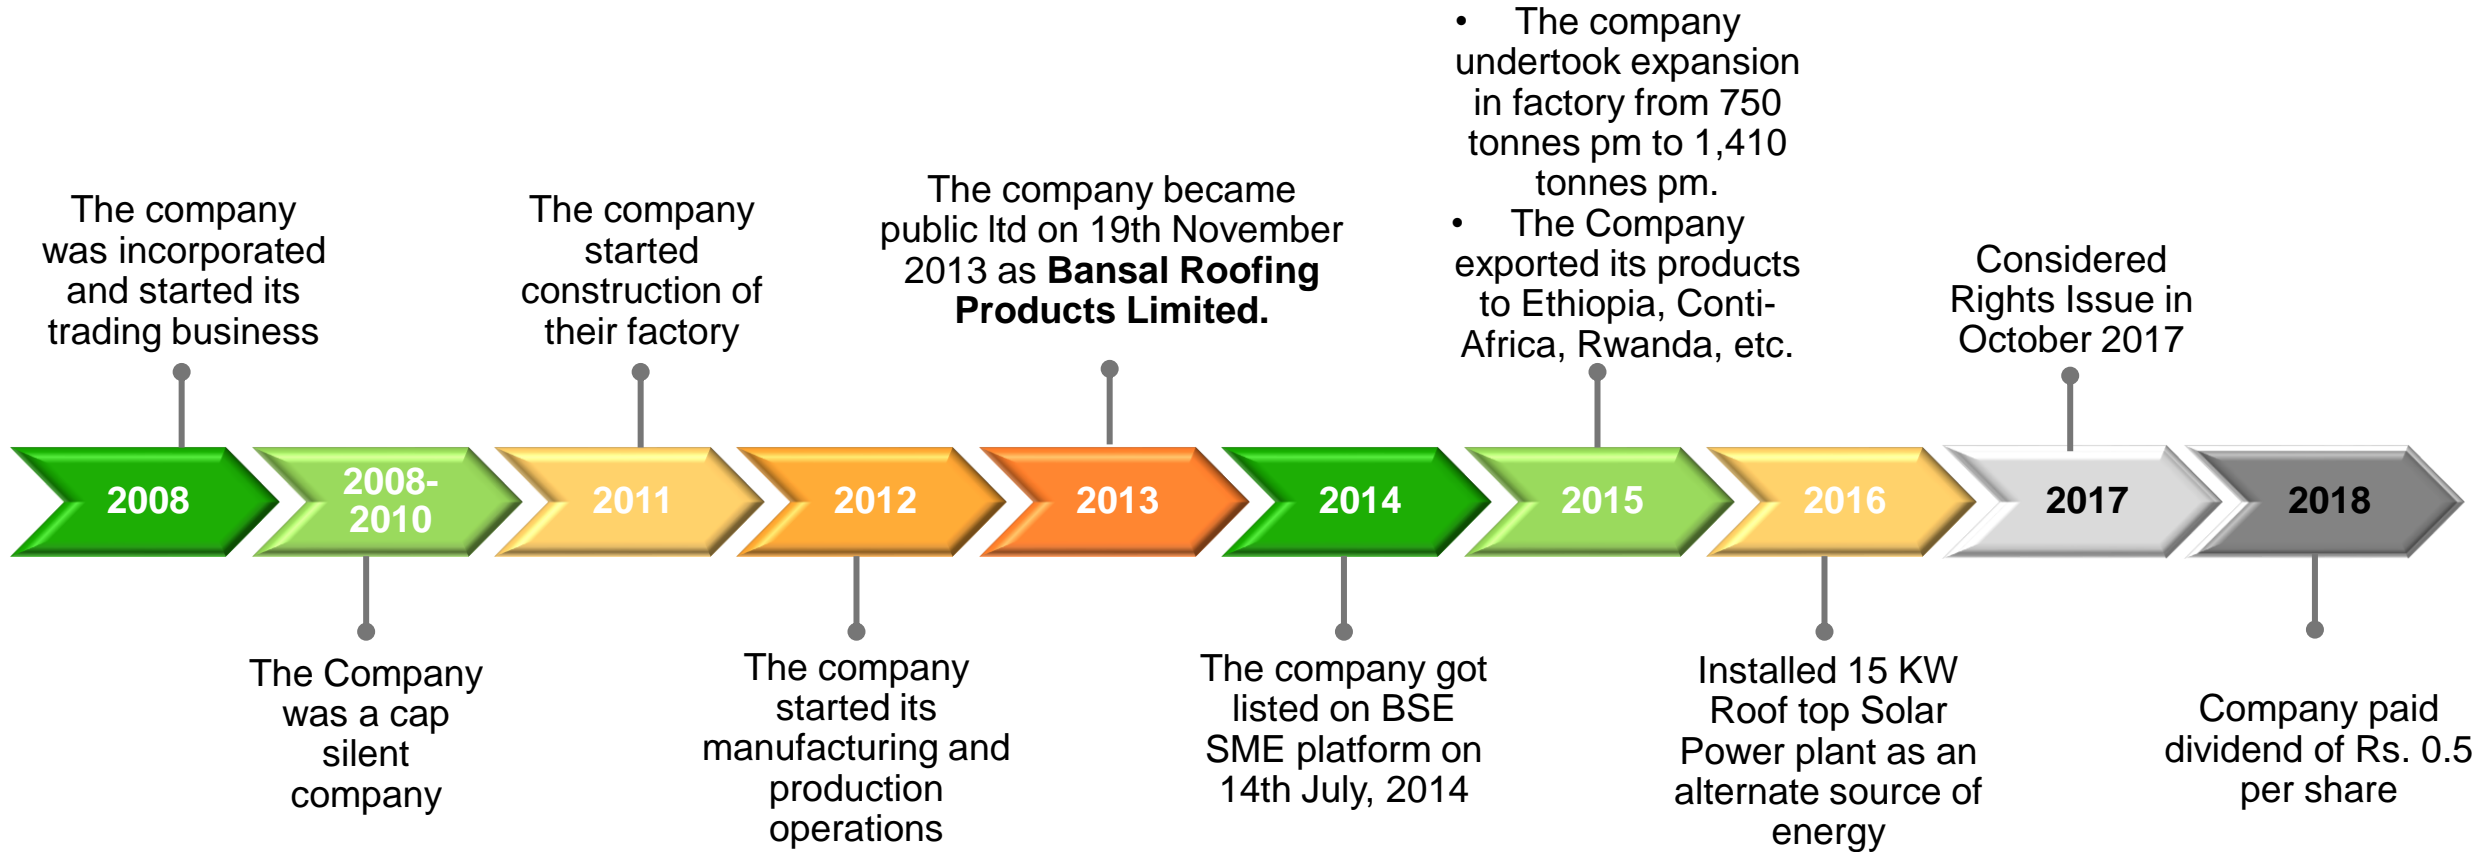 The company
was incorporated
and started its
trading business
2008
2008-
2010
The Company
was a cap
silent
company
The company
started
construction of
their factory
2011
2012
The company
started its
manufacturing and
production
operations
The company became
public ltd on 19th November
2013 as Bansal Roofing
Products Limited.
2013
2014
The company got
listed on BSE
SME platform on
14th July, 2014
• The company
undertook expansion
in factory from 750
tonnes pm to 1,410
tonnes pm.
• The Company
exported its products
to Ethiopia, Conti-
Africa, Rwanda, etc.
2015
2016
Installed 15 KW
Roof top Solar
Power plant as an
alternate source of
energy
Considered
Rights Issue in
October 2017
2017
2018
Company paid
dividend of Rs. 0.5
per share